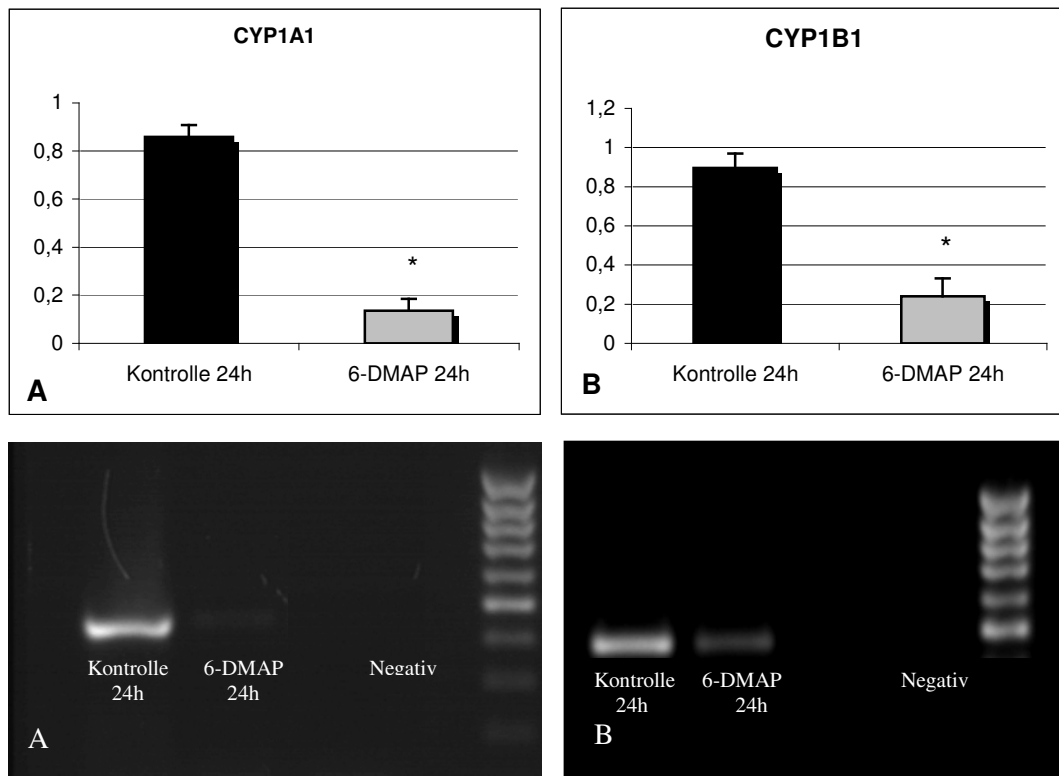 CYP1A1
1
0,8
0,6
0,4
0,2
0
*
Kontrolle 24h
6-DMAP 24h
A
CYP1B1
1,2
1
0,8
0,6
0,4
0,2
0
*
Kontrolle 24h
6-DMAP 24h
B
Kontrolle
24h
6-DMAP
24h
Negativ
A
Kontrolle
24h
6-DMAP
24h
Negativ
B